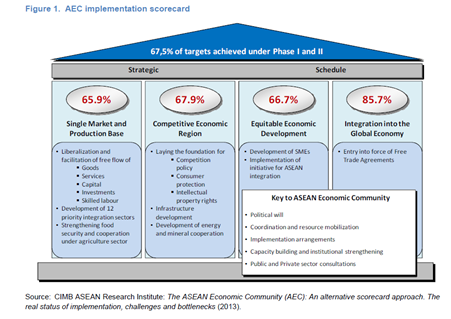 Figure 1. AEC implementation scorecard
67,5% of targets achieved under Phase I and II
Strategic
Schedule
65.9%
Single Market and
Production Base
• Liberalization and
facilitation of free flow of
▪ Goods
▪ Services
▪ Capital
▪ Investments
▪ Skilled labour
• Development of 12
priority integration sectors
• Strengthening food
security and cooperation
under agriculture sector
67.9%
Competitive Economic
Region
• Laying the foundation for
▪ Competition
policy
▪ Consumer
protection
▪ Intellectual
property rights
• Infrastructure
development
• Development of energy
and mineral cooperation
66.7%
Equitable Economic
Development
• Development of SMEs
• Implementation of
initiative for ASEAN
integration
85.7%
Integration into the
Global Economy
• Entry into force of Free
Trade Agreements
Key to ASEAN Economic Community
• Political will
• Coordination and resource mobilization
• Implementation arrangements
• Capacity building and institutional strengthening
• Public and Private sector consultations
Source: CIMB ASEAN Research Institute: The ASEAN Economic Community (AEC): An alternative scorecard approach. The
real status of implementation, challenges and bottlenecks (2013).